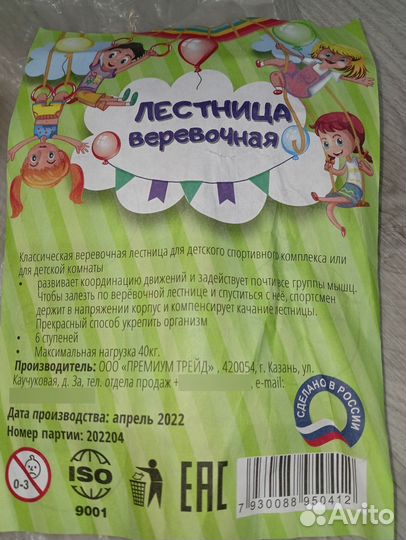 ЛЕСТНИЦА
веревочная
Классическая веревочная лестница для детского спортивного комплекса или
для детской комнаты
• развивает координацию движений и задействует почти все группы мышц.
Чтобы залезть по верёвочной лестнице и спуститься с неё, спортсмен
держит в напряжении корпус и компенсирует качание лестницы.
Прекрасный способ укрепить организм
• 6 ступеней
• Максимальная нагрузка 40кг.
Производитель: ООО «ПРЕМИУМ ТРЕЙД» , 420054, г. Казань, ул.
Каучуковая, д. 3а, тел. отдела продаж + , e-mail:
СДЕЛАНО В РОССИИ
Дата производства: апрель 2022
Номер партии: 202204
0-3
ISO
9001
EAC
7 930088 950412
Avito